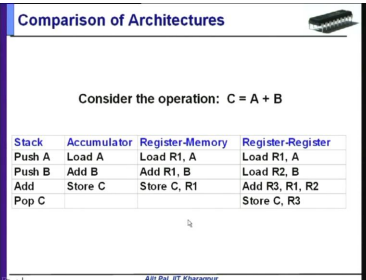 Comparison of Architectures
Consider the operation: C = A + B
Stack Accumulator Register-Memory Register-Register
Push A Load A Load R1, A Load R1, A
Push B Add B Add R1, B Load R2, B
Add Store C Store C, R1 Add R3, R1, R2
Pop C Store C, R3
Ajit Pal, IIT Kharagpur